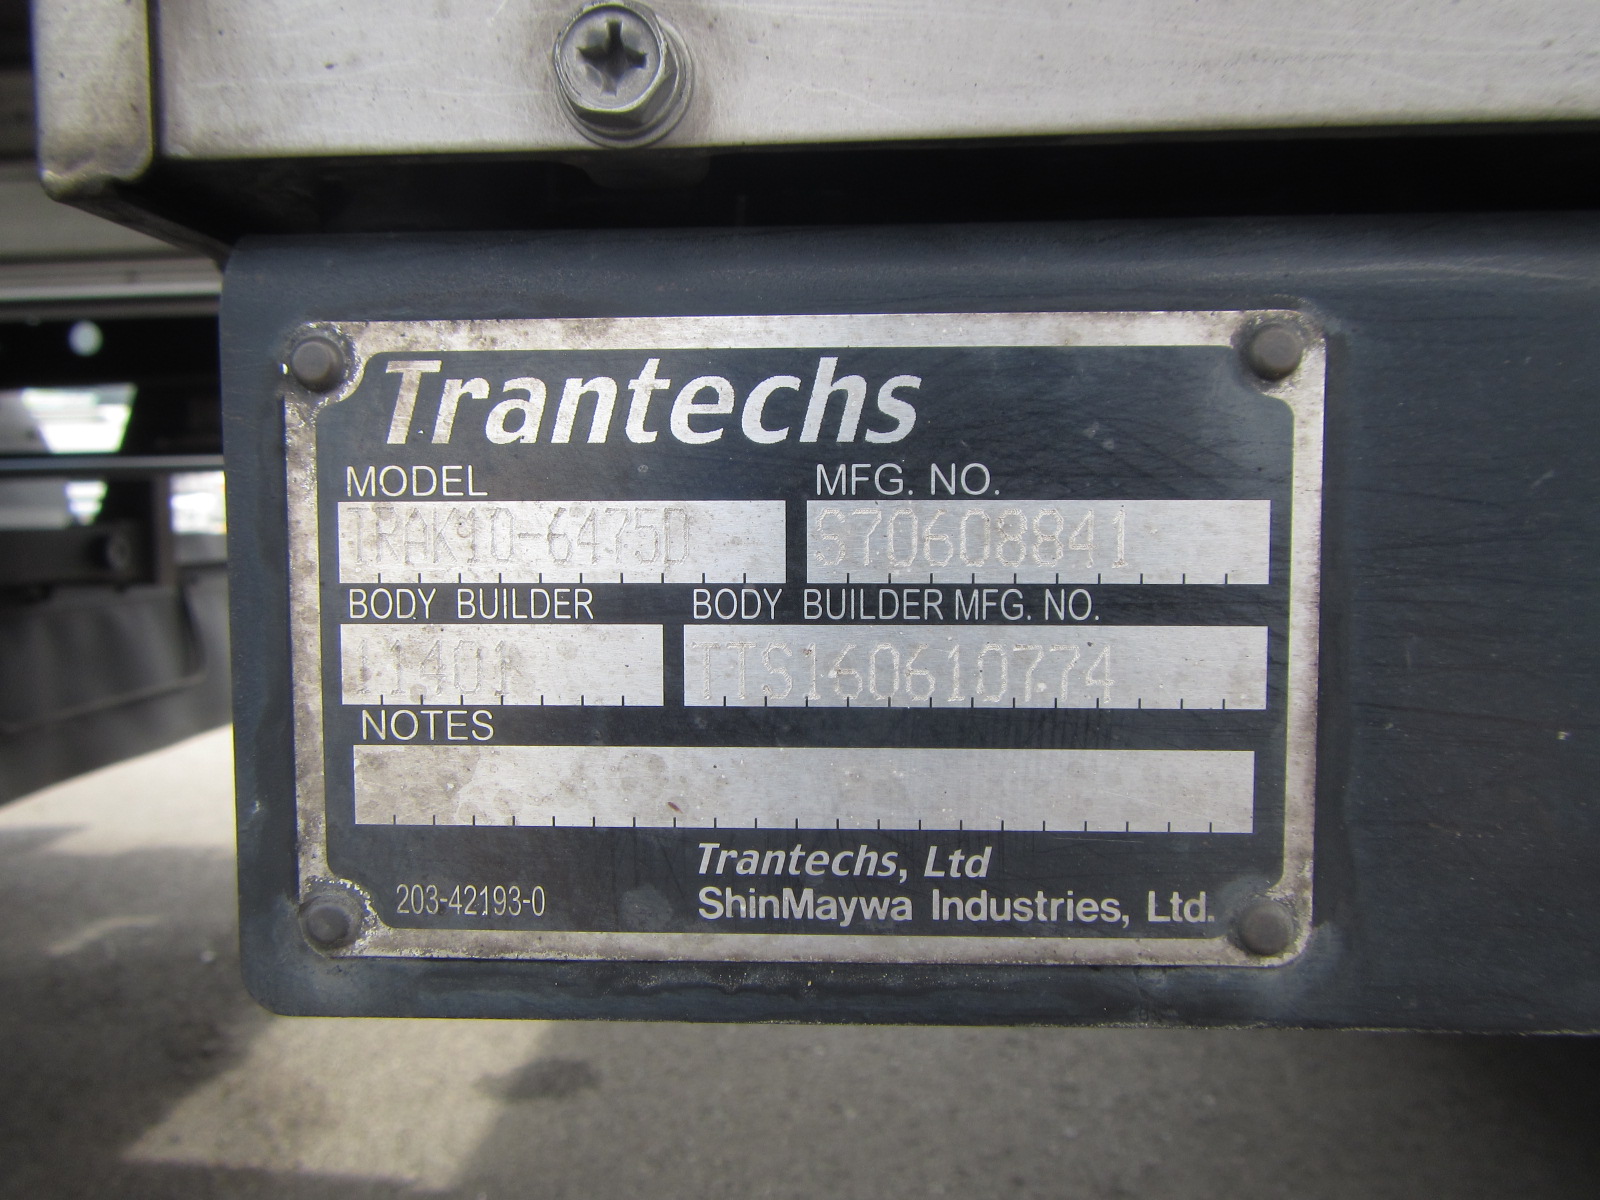 Trantechs
MODEL MFG. NO.
TRAK10-6475D S70608841
BODY BUILDER BODY BUILDER MFG. NO.
11401 TTS160610774
NOTES
Trantechs, Ltd
203-42193-0 ShinMaywa Industries, Ltd.